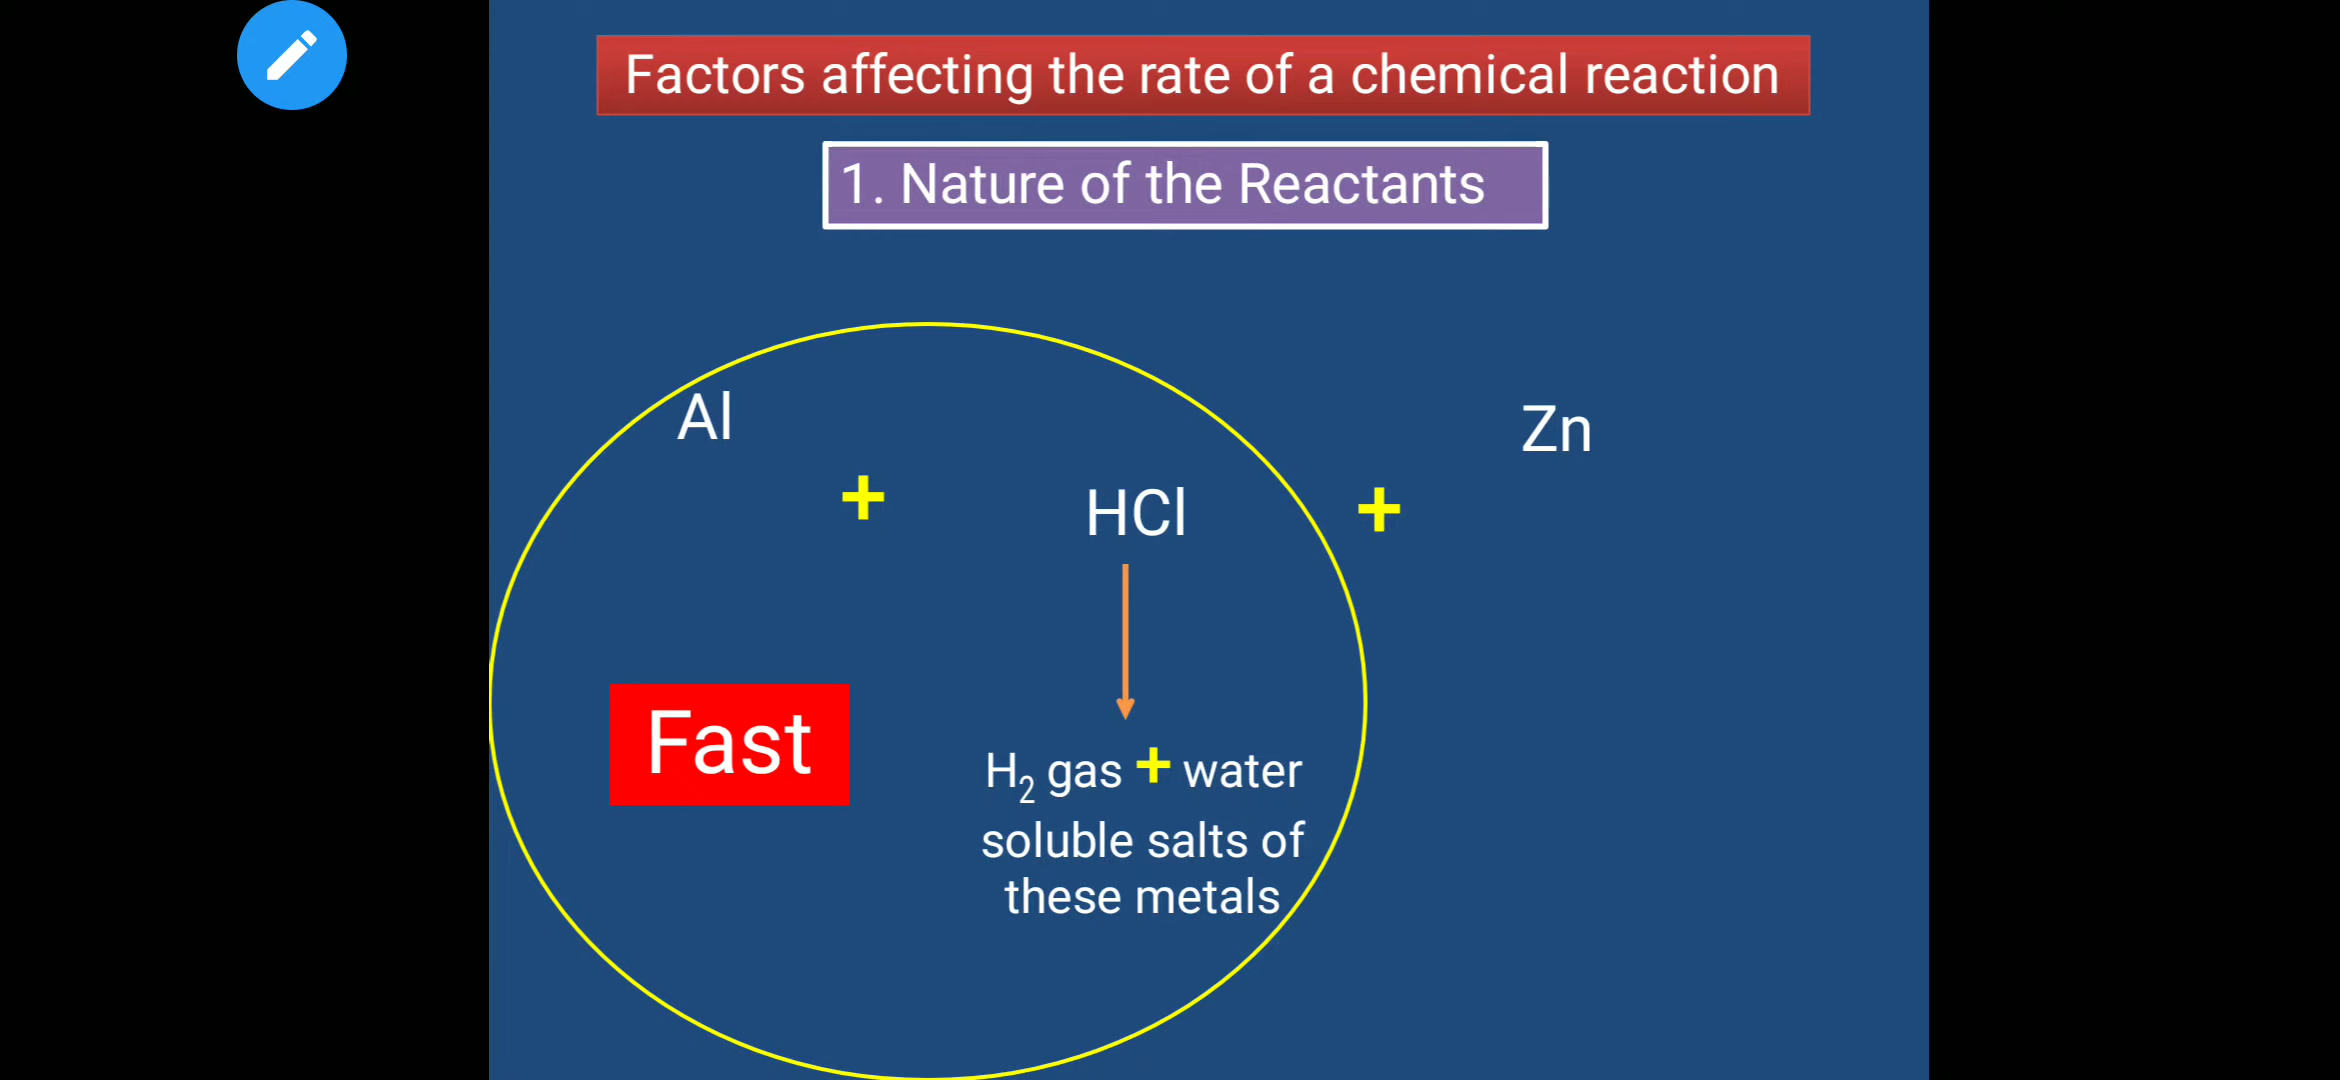 Factors affecting the rate of a chemical reaction
1. Nature of the Reactants
Al
+
HCl
+
Zn
Fast
H₂ gas + water
soluble salts of
these metals